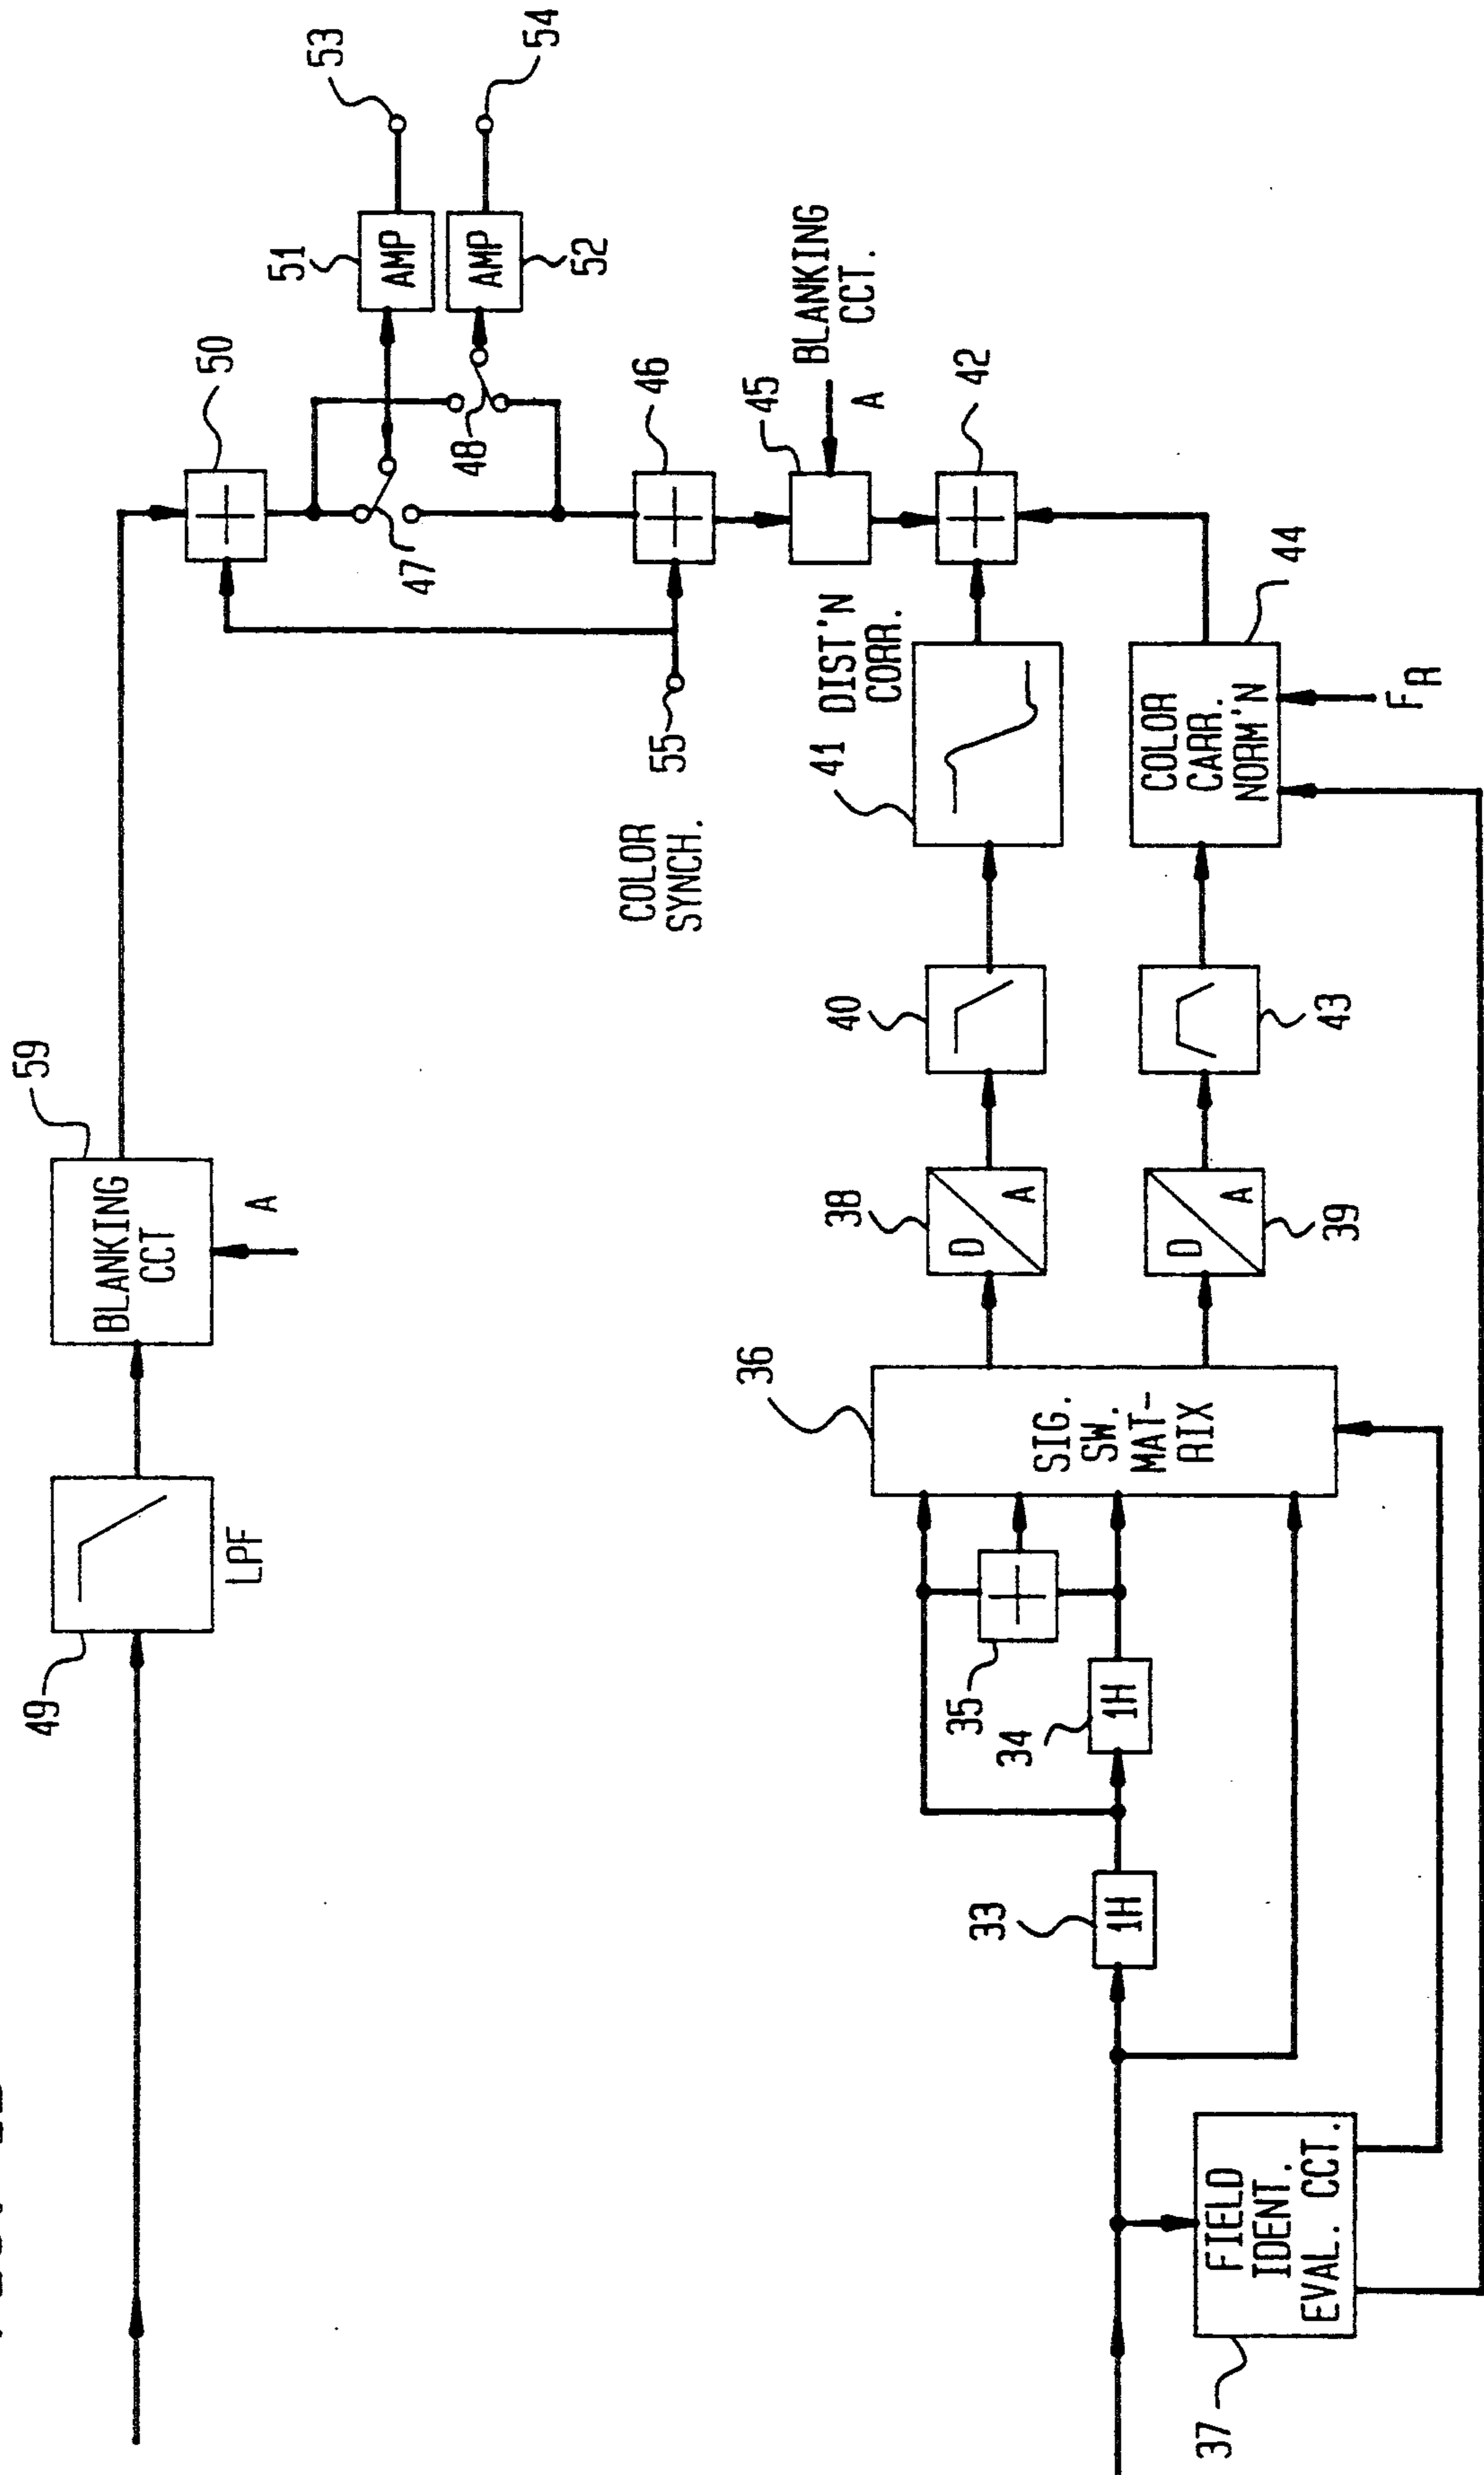 49
LPF
59
BLANKING
CCT
A
50
47
51
AMP
53
48
AMP
52
54
COLOR
SYNCH.
55
46
45
BLANKING
CCT.
A
36
SIG.
SW.
MAT-
RIX
38
D
A
40
41
DIST'N
CORR.
42
33
1H
34
1H
35
39
D
A
43
COLOR
CARR.
NORM'N
44
FR
37
FIELD
IDENT.
EVAL. CCT.